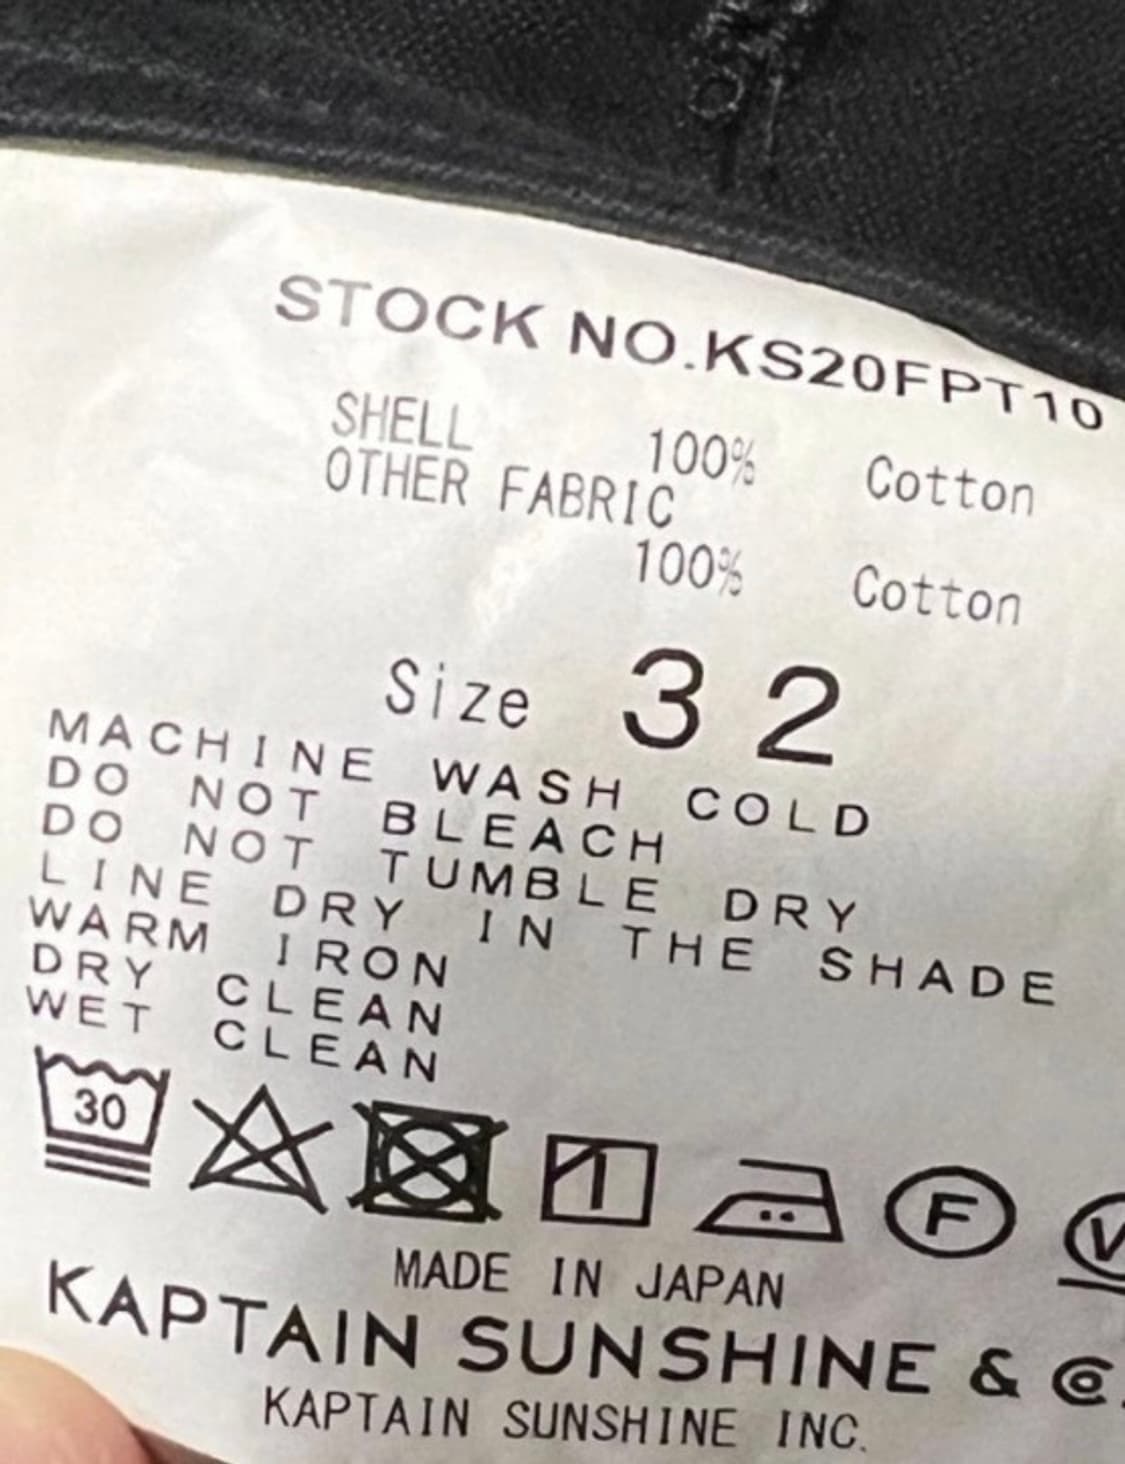 STOCK NO.KS20FPT10
SHELL 100% Cotton
OTHER FABRIC
100% Cotton
Size 32
MACHINE WASH COLD
DO NOT BLEACH
DO NOT TUMBLE DRY
LINE DRY IN THE SHADE
WARM IRON
DRY CLEAN
WET CLEAN
30 F
MADE IN JAPAN
KAPTAIN SUNSHINE & Co.
KAPTAIN SUNSHINE INC.